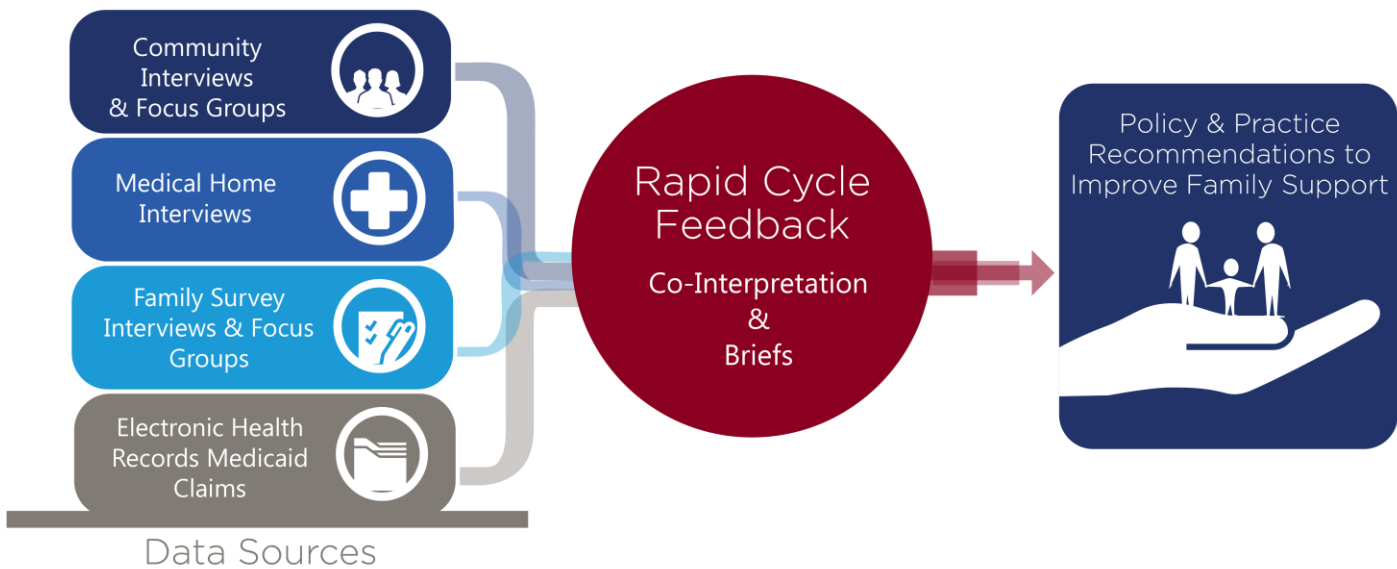 Community
Interviews
& Focus Groups
Medical Home
Interviews
Family Survey
Interviews & Focus
Groups
Electronic Health
Records Medicaid
Claims
Data Sources
Rapid Cycle
Feedback
Co-Interpretation
&
Briefs
Policy & Practice
Recommendations to
Improve Family Support